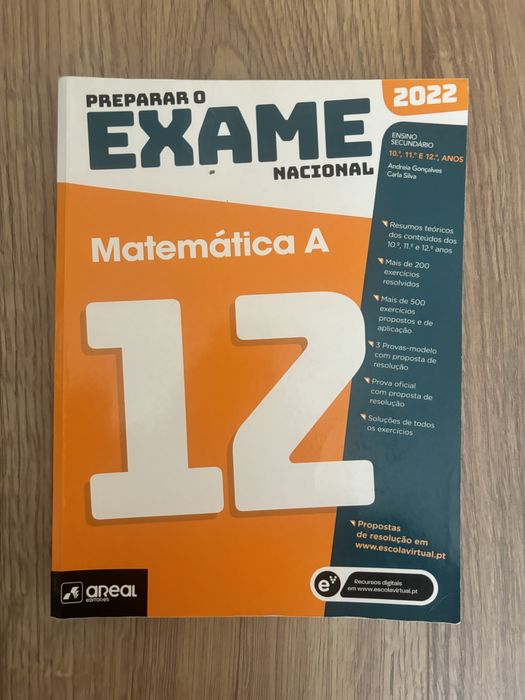 PREPARAR O
EXAME
NACIONAL
2022
ENSINO
SECUNDÁRIO
10.º, 11.º E 12.º, ANOS
Andreia Gonçalves
Carla Silva
Matemática A
12
Resumos teóricos
dos conteúdos dos
10.º, 11.º e 12.º anos
Mais de 200
exercícios
resolvidos
Mais de 500
exercícios
propostos e de
aplicação
3 Provas-modelo
com proposta de
resolução
Prova oficial
com proposta de
resolução
Soluções de todos
os exercícios
Propostas
de resolução em
www.escolavirtual.pt
areal
editores
e
Recursos digitais
em www.escolavirtual.pt